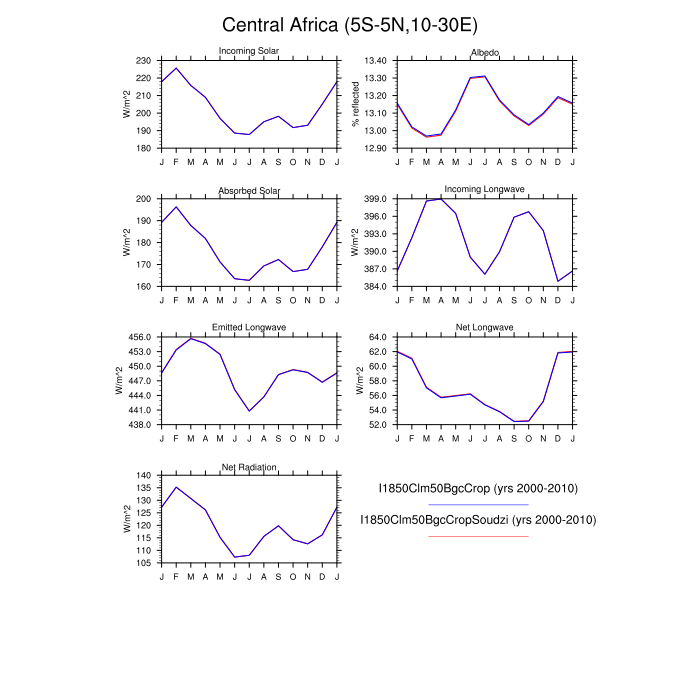 Central Africa (5S-5N,10-30E)
Incoming Solar
W/m^2
230
220
210
200
190
180
J F M A M J J A S O N D J
Albedo
% reflected
13.40
13.30
13.20
13.10
13.00
12.90
J F M A M J J A S O N D J
Absorbed Solar
W/m^2
200
190
180
170
160
J F M A M J J A S O N D J
Incoming Longwave
W/m^2
399.0
396.0
393.0
390.0
387.0
384.0
J F M A M J J A S O N D J
Emitted Longwave
W/m^2
456.0
453.0
450.0
447.0
444.0
441.0
438.0
J F M A M J J A S O N D J
Net Longwave
W/m^2
64.0
62.0
60.0
58.0
56.0
54.0
52.0
J F M A M J J A S O N D J
Net Radiation
W/m^2
140
135
130
125
120
115
110
105
J F M A M J J A S O N D J
I1850Clm50BgcCrop (yrs 2000-2010)
I1850Clm50BgcCropSoudzi (yrs 2000-2010)